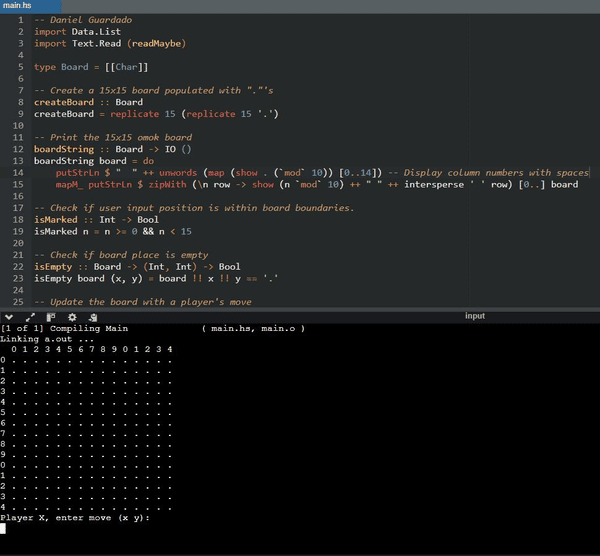 main.hs
1 -- Daniel Guardado
2 import Data.List
3 import Text.Read (readMaybe)
4
5 type Board = [[Char]]
6
7 -- Create a 15x15 board populated with "."'s
8 createBoard :: Board
9 createBoard = replicate 15 (replicate 15 '.')
10
11 -- Print the 15x15 omok board
12 boardString :: Board -> IO ()
13 boardString board = do
14 putStrLn $ "  " ++ unwords (map (show . (`mod` 10)) [0..14]) -- Display column numbers with spaces
15 mapM_ putStrLn $ zipWith (\n row -> show (n `mod` 10) ++ " " ++ intersperse ' ' row) [0..] board
16
17 -- Check if user input position is within board boundaries.
18 isMarked :: Int -> Bool
19 isMarked n = n >= 0 && n < 15
20
21 -- Check if board place is empty
22 isEmpty :: Board -> (Int, Int) -> Bool
23 isEmpty board (x, y) = board !! x !! y == '.'
24
25 -- Update the board with a player's move
input
[1 of 1] Compiling Main ( main.hs, main.o )
Linking a.out ...
0 1 2 3 4 5 6 7 8 9 0 1 2 3 4
0 . . . . . . . . . . . . . . .
1 . . . . . . . . . . . . . . .
2 . . . . . . . . . . . . . . .
3 . . . . . . . . . . . . . . .
4 . . . . . . . . . . . . . . .
5 . . . . . . . . . . . . . . .
6 . . . . . . . . . . . . . . .
7 . . . . . . . . . . . . . . .
8 . . . . . . . . . . . . . . .
9 . . . . . . . . . . . . . . .
0 . . . . . . . . . . . . . . .
1 . . . . . . . . . . . . . . .
2 . . . . . . . . . . . . . . .
3 . . . . . . . . . . . . . . .
4 . . . . . . . . . . . . . . .
Player X, enter move (x y):